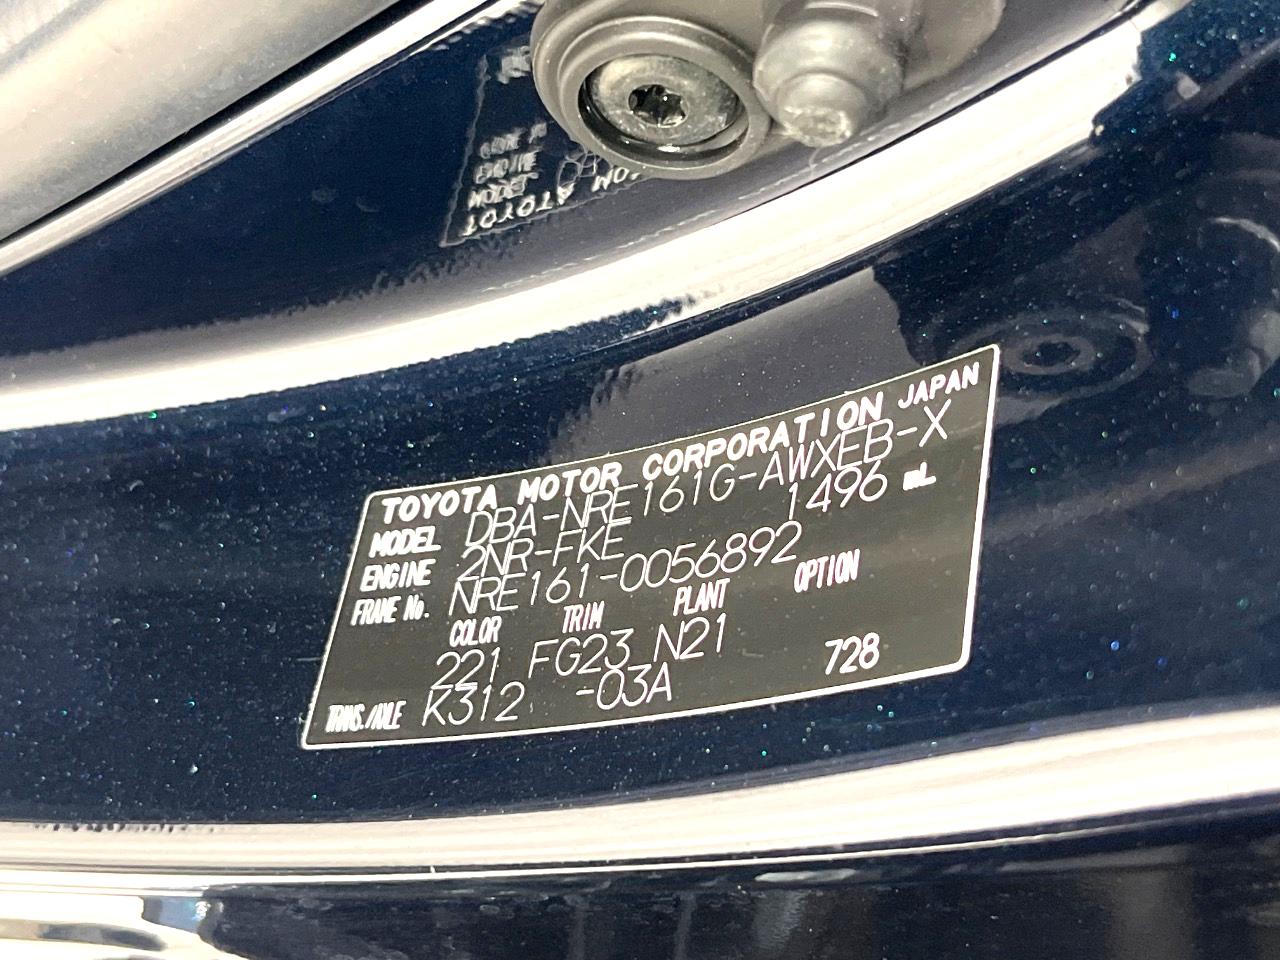 TOYOTA MOTOR CORPORATION JAPAN
MODEL DBA-NRE161G-AWXEB-X
ENGINE 2NR-FKE 1496 mL
FRAME No. NRE161-0056892
COLOR TRIM PLANT OPTION
221 FG23 N21 728
TRANS./AXLE K312 -03A